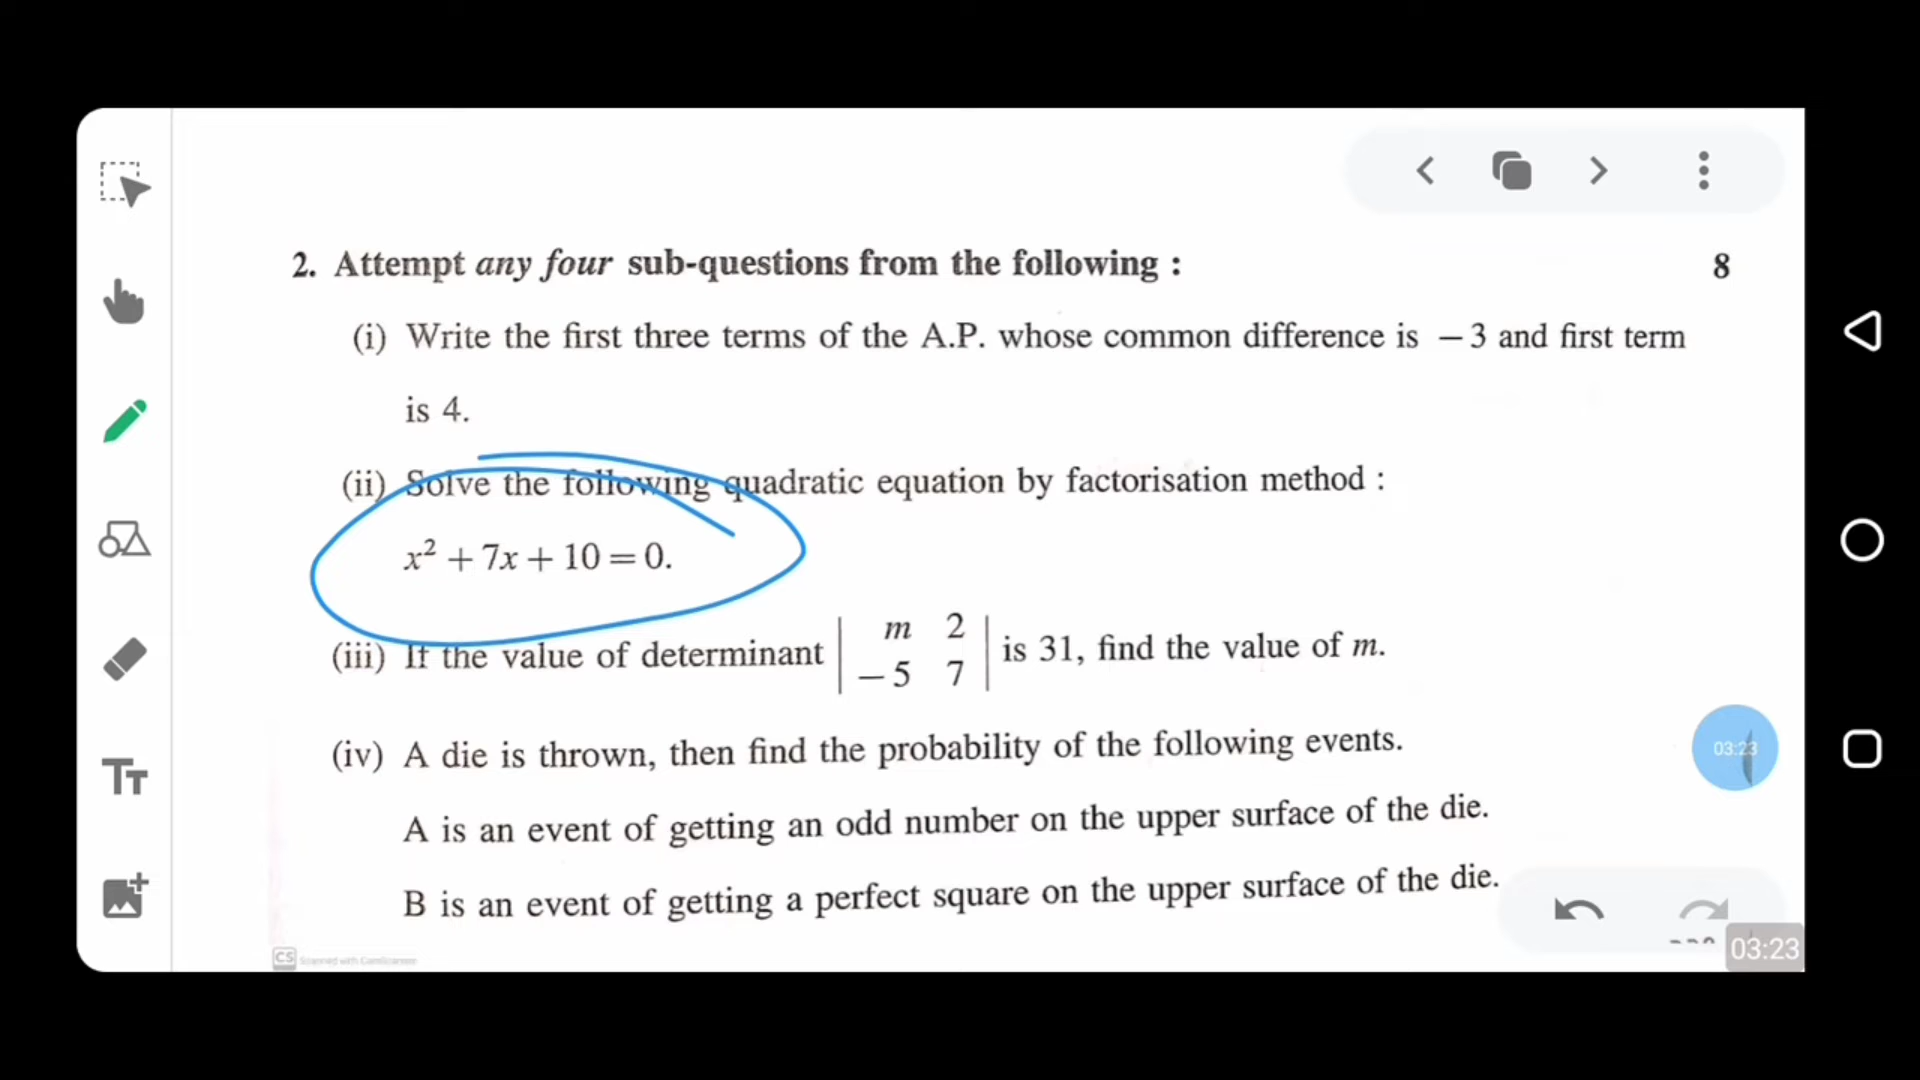 2. Attempt any four sub-questions from the following : 8
(i) Write the first three terms of the A.P. whose common difference is – 3 and first term
is 4.
(ii) Solve the following quadratic equation by factorisation method :
x² + 7x + 10 = 0.
(iii) If the value of determinant | m 2 | is 31, find the value of m.
– 5 7
(iv) A die is thrown, then find the probability of the following events.
03:23
A is an event of getting an odd number on the upper surface of the die.
B is an event of getting a perfect square on the upper surface of the die.
03:23
CS Scanned with CamScanner
TT